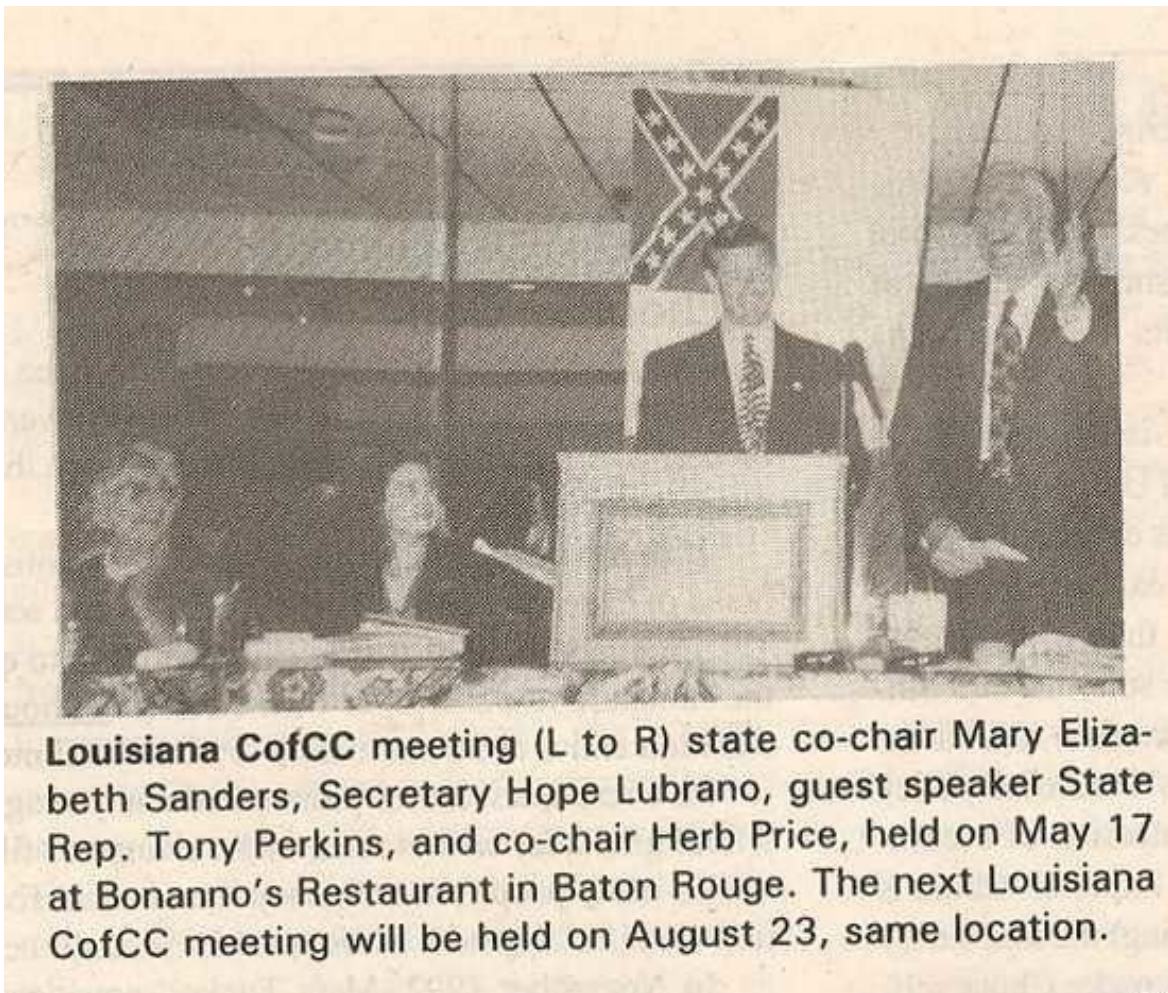 Louisiana CofCC meeting (L to R) state co-chair Mary Eliza-
beth Sanders, Secretary Hope Lubrano, guest speaker State
Rep. Tony Perkins, and co-chair Herb Price, held on May 17
at Bonanno's Restaurant in Baton Rouge. The next Louisiana
CofCC meeting will be held on August 23, same location.